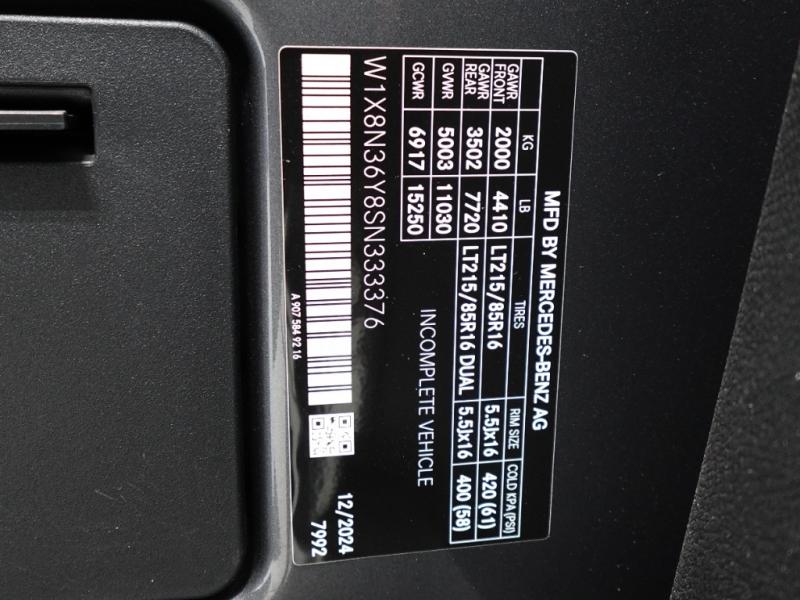 MFD BY MERCEDES-BENZ AG
KG LB TIRES RIM SIZE COLD KPA (PSI)
GAWR FRONT 2000 4410 LT215/85R16 5.5Jx16 420 (61)
GAWR REAR 3502 7720 LT215/85R16 DUAL 5.5Jx16 400 (58)
GVWR 5003 11030
GCWR 6917 15250
INCOMPLETE VEHICLE
W1X8N36Y8SN333376
12/2024
7992
A 907 584 92 16